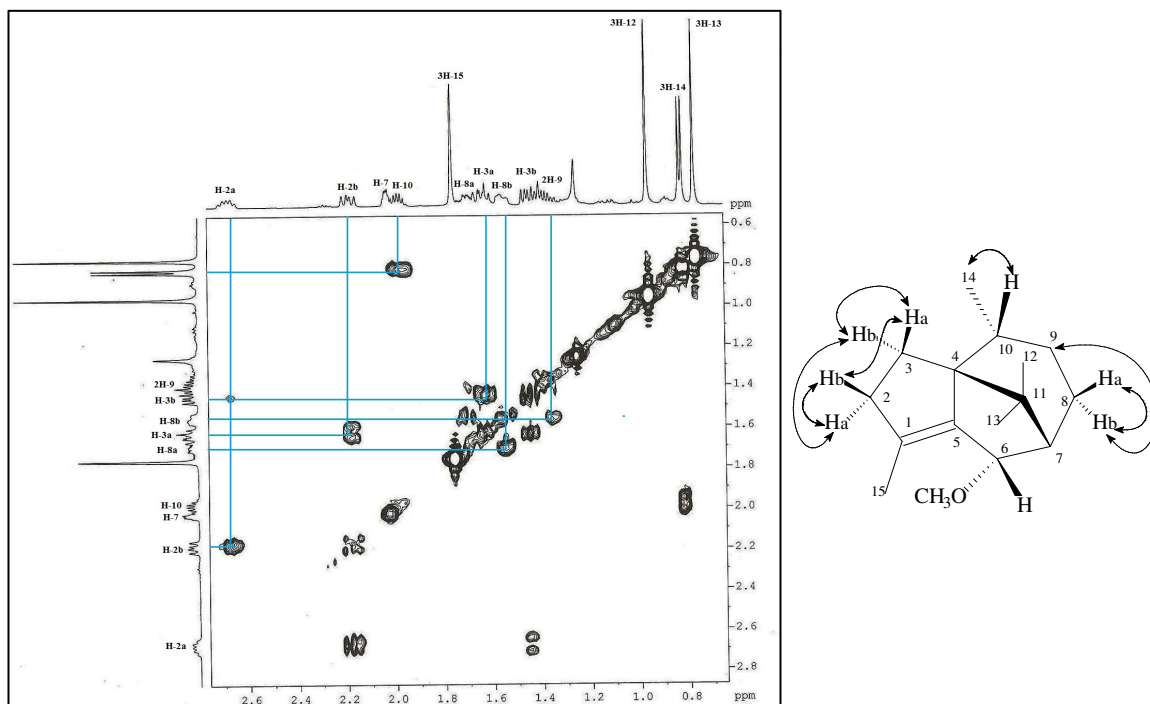 3H-12
3H-13
3H-15
3H-14
H-2a
H-2b
H-7
H-10
H-8a
H-3a
H-8b
H-3b
2H-9
ppm
ppm
0.6
0.8
1.0
1.2
1.4
1.6
1.8
2.0
2.2
2.4
2.6
2.8
2H-9
H-3b
H-8b
H-3a
H-8a
H-10
H-7
H-2b
H-2a
2.6 2.4 2.2 2.0 1.8 1.6 1.4 1.2 1.0 0.8 ppm
14
H
Ha
Hb
3
4
10
9
12
Hb
2
11
8
Ha
Ha
13
Hb
1
5
6
7
15
CH3O
H